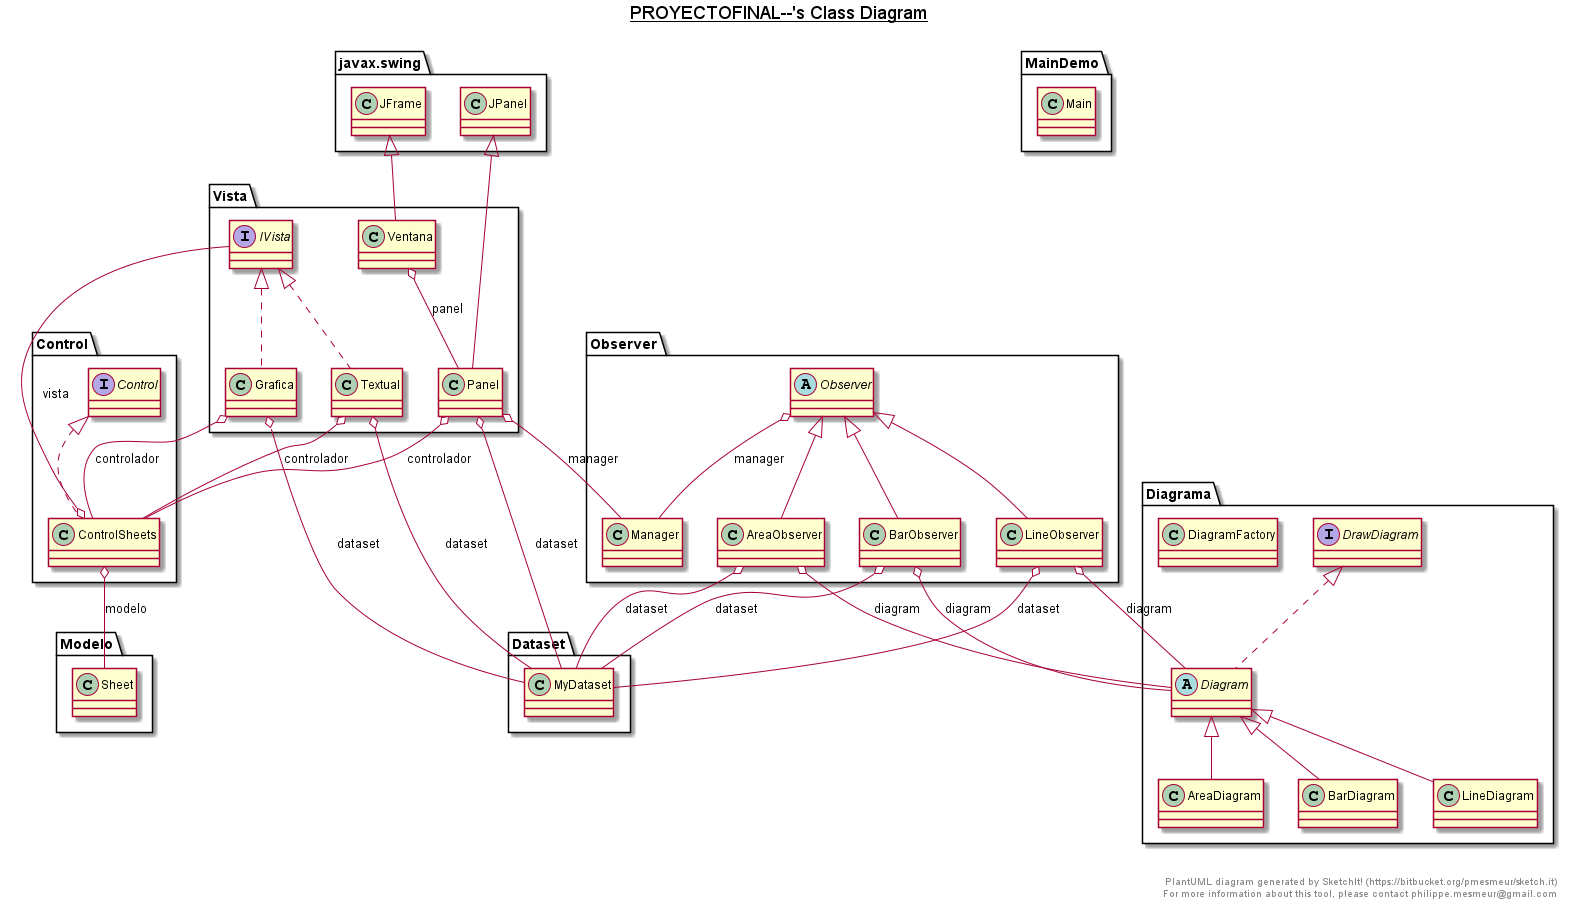 PROYECTOFINAL--'s Class Diagram
javax.swing
MainDemo
C JFrame
C JPanel
C Main
Vista
I IVista
C Ventana
panel
Control
Observer
I Control
vista
C Grafica
C Textual
C Panel
A Observer
controlador
controlador
controlador
manager
manager
Diagrama
C ControlSheets
C Manager
C AreaObserver
C BarObserver
C LineObserver
C DiagramFactory
I DrawDiagram
dataset
dataset
dataset
modelo
dataset
dataset
diagram
diagram
dataset
diagram
Modelo
Dataset
C Sheet
C MyDataset
A Diagram
C AreaDiagram
C BarDiagram
C LineDiagram
PlantUML diagram generated by SketchIt! (https://bitbucket.org/pmesmeur/sketch.it)
For more information about this tool, please contact philippe.mesmeur@gmail.com